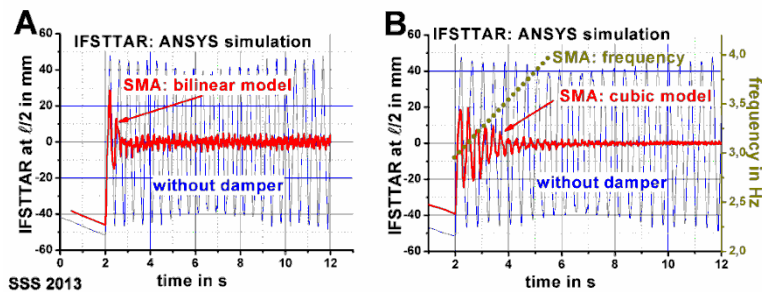 A
IFSTTAR: ANSYS simulation
60
40
20
0
-20
-40
-60
IFSTTAR at ℓ/2 in mm
SMA: bilinear model
without damper
0 2 4 6 8 10 12
time in s
SSS 2013
B
IFSTTAR: ANSYS simulation
60
40
20
0
-20
-40
-60
IFSTTAR at ℓ/2 in mm
SMA: frequency
SMA: cubic model
without damper
2 4 6 8 10 12
time in s
4,0
3,5
3,0
2,5
2,0
frequency in Hz